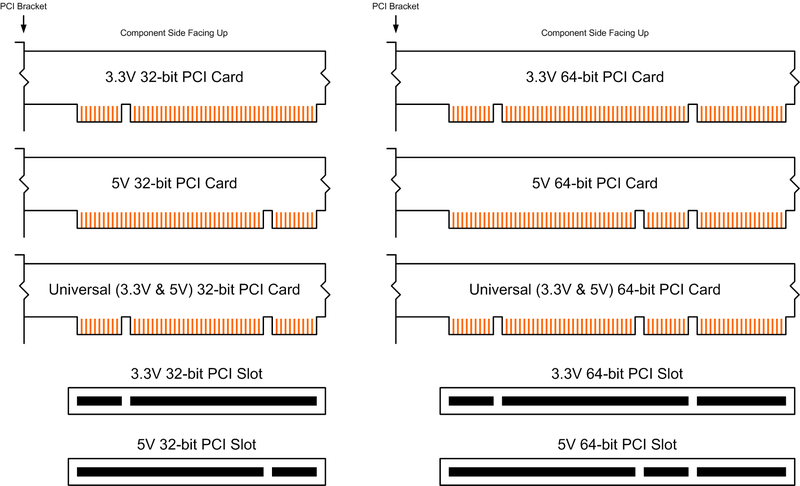 PCI Bracket
PCI Bracket
Component Side Facing Up
Component Side Facing Up
3.3V 32-bit PCI Card
3.3V 64-bit PCI Card
5V 32-bit PCI Card
5V 64-bit PCI Card
Universal (3.3V & 5V) 32-bit PCI Card
Universal (3.3V & 5V) 64-bit PCI Card
3.3V 32-bit PCI Slot
3.3V 64-bit PCI Slot
5V 32-bit PCI Slot
5V 64-bit PCI Slot